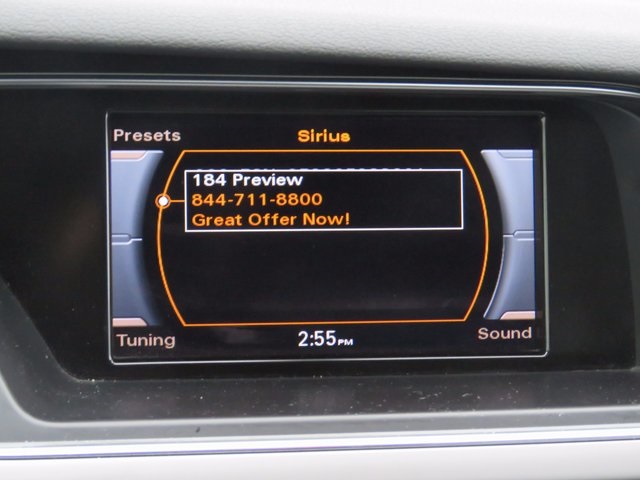 Presets
Sirius
184 Preview
844-711-8800
Great Offer Now!
Tuning
2:55 PM
Sound